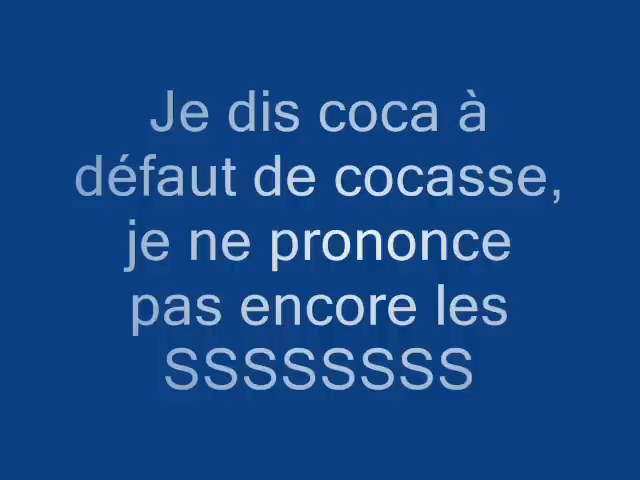 Je dis coca à
défaut de cocasse,
je ne prononce
pas encore les
SSSSSSSS